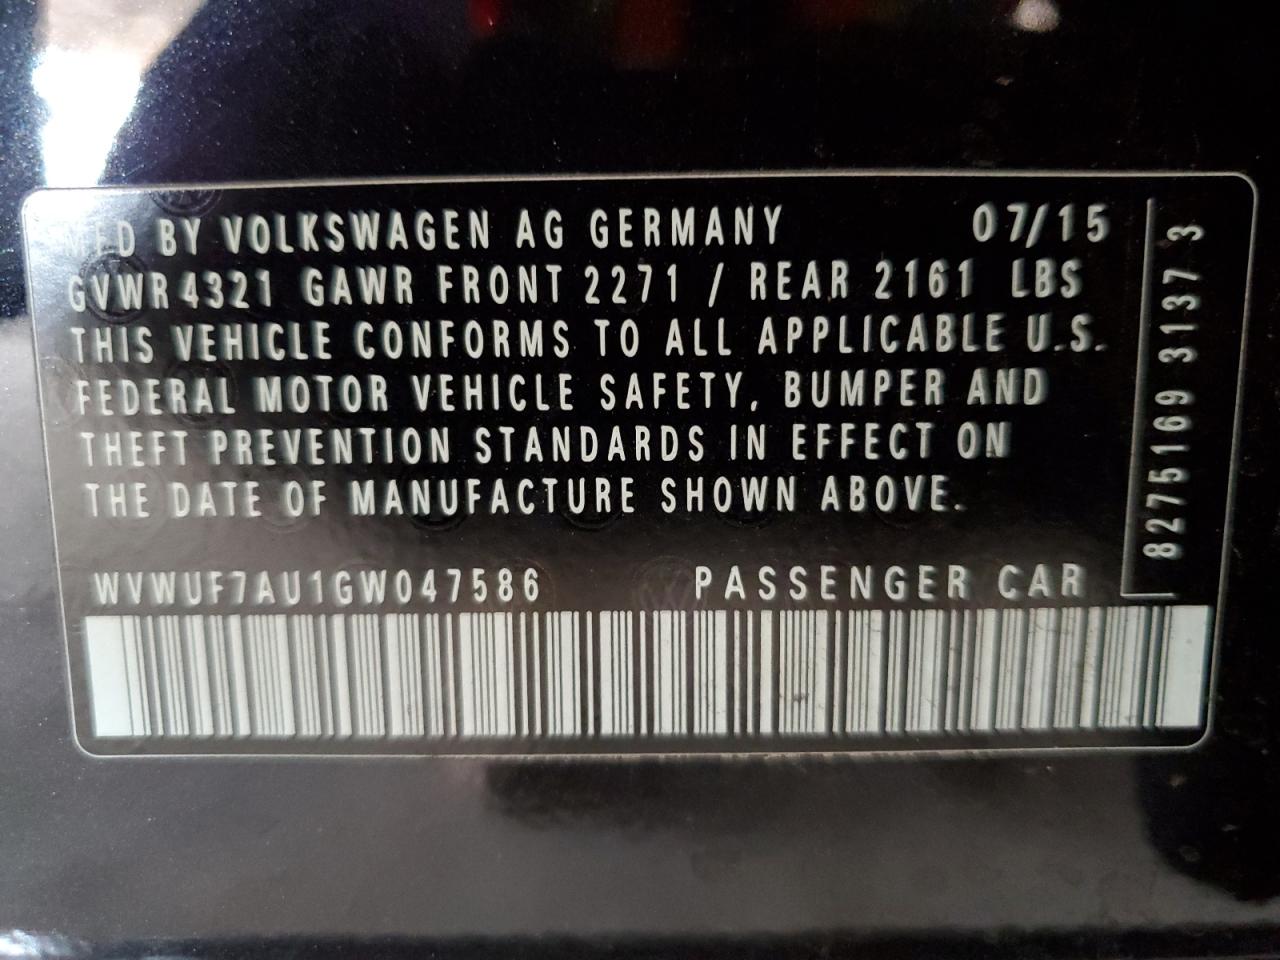 MFD BY VOLKSWAGEN AG GERMANY 07/15
GVWR 4321 GAWR FRONT 2271 / REAR 2161 LBS
THIS VEHICLE CONFORMS TO ALL APPLICABLE U.S.
FEDERAL MOTOR VEHICLE SAFETY, BUMPER AND
THEFT PREVENTION STANDARDS IN EFFECT ON
THE DATE OF MANUFACTURE SHOWN ABOVE.
WVWUF7AU1GW047586 PASSENGER CAR
8275169 3137 3